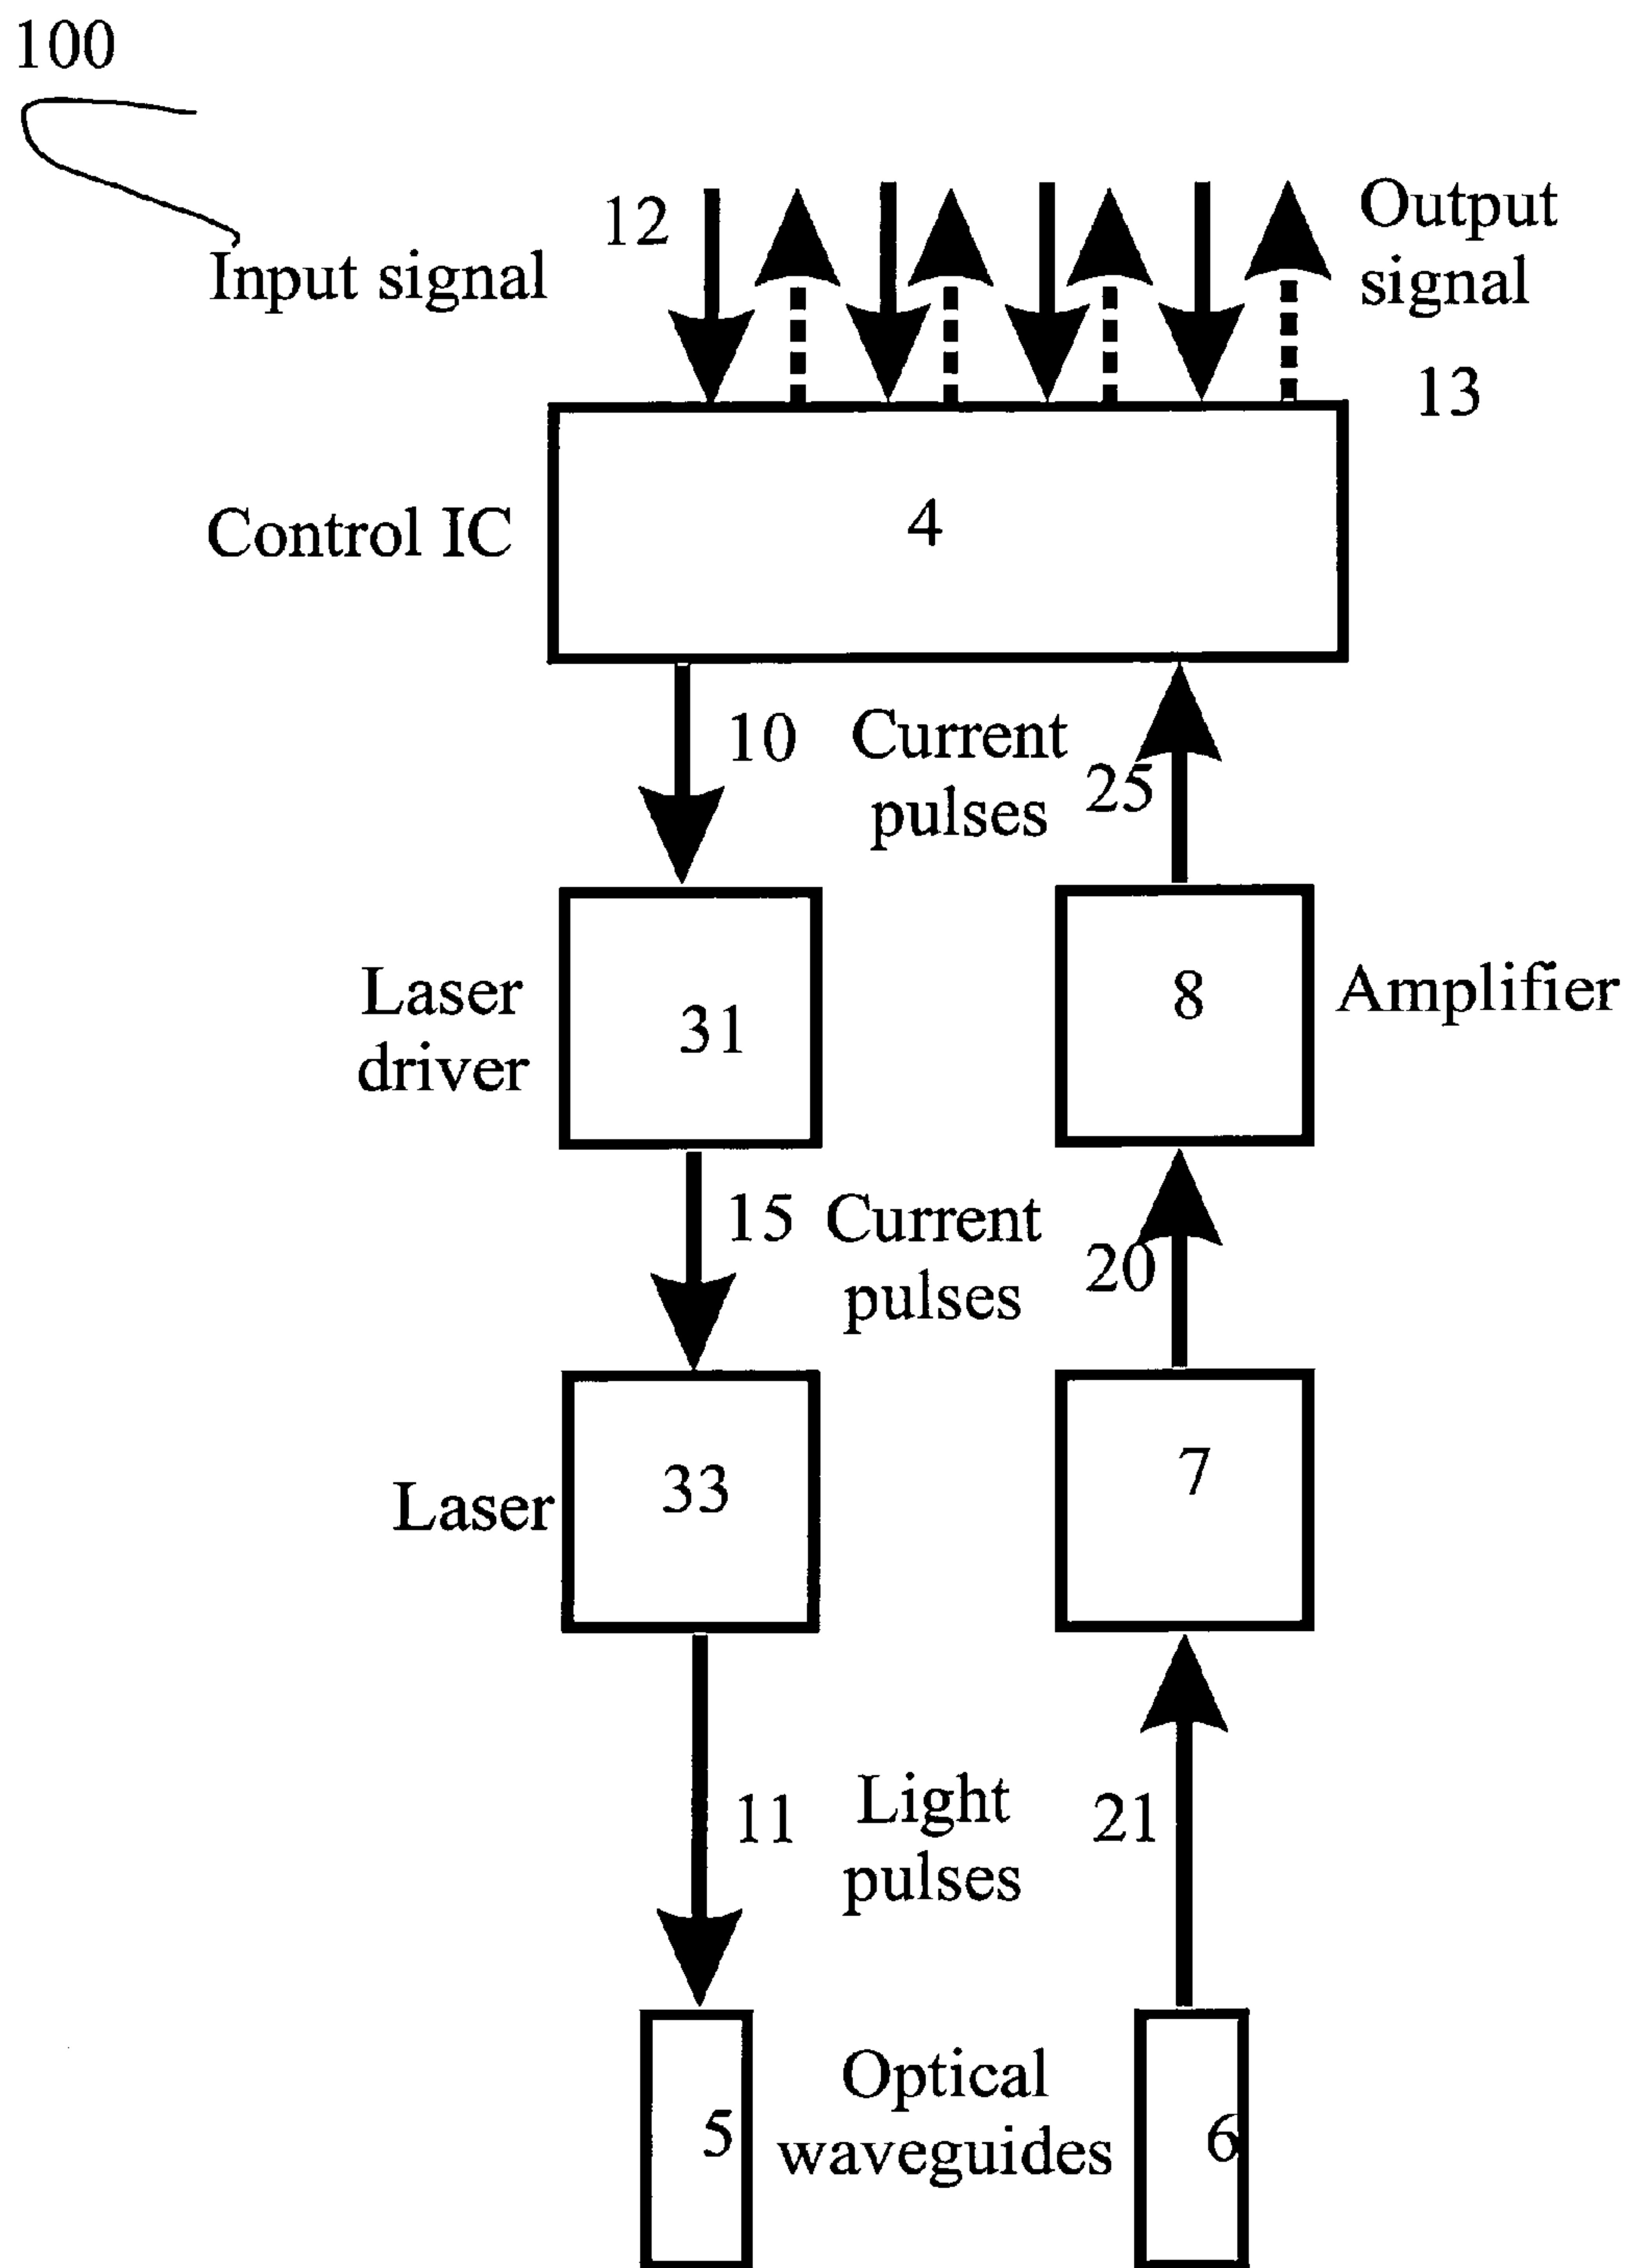 100
12
Output
signal
Input signal
13
Control IC
4
10
Current
pulses
25
Laser
driver
31
8
Amplifier
15
Current
pulses
20
Laser
33
7
11
Light
pulses
21
5
Optical
waveguides
6